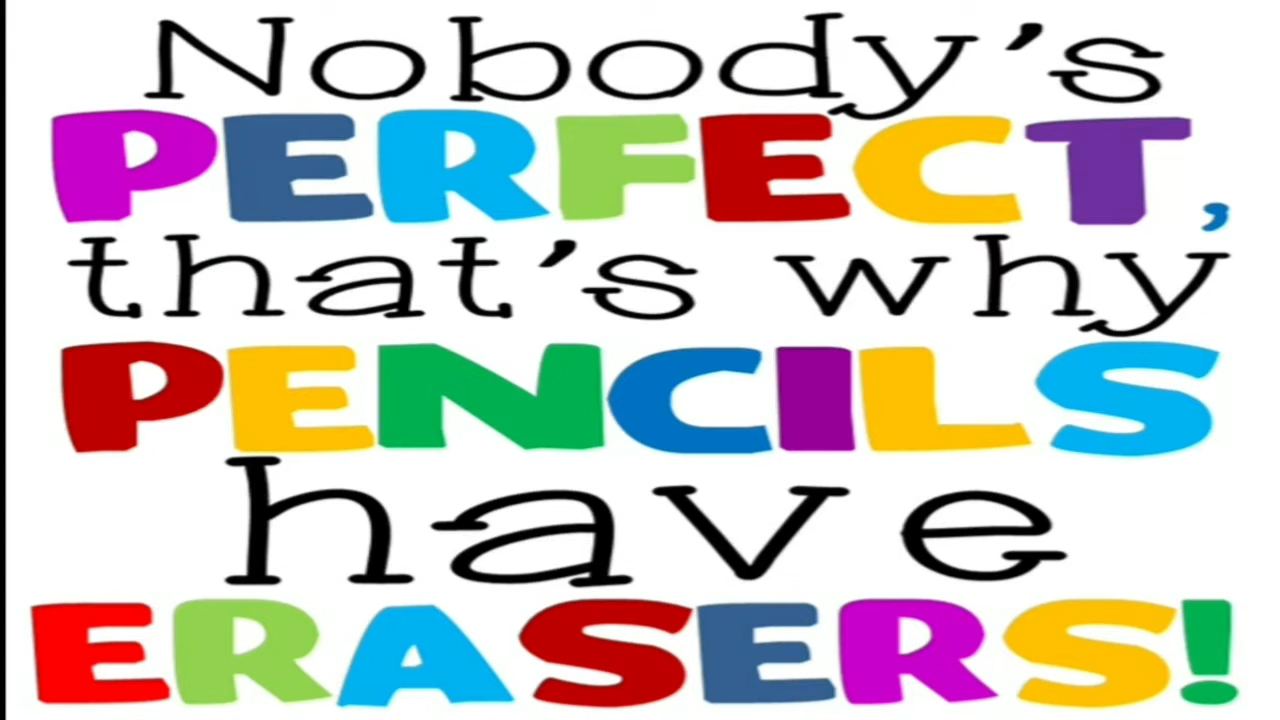 Nobody's
PERFECT,
that's why
PENCILS
have
ERASERS!